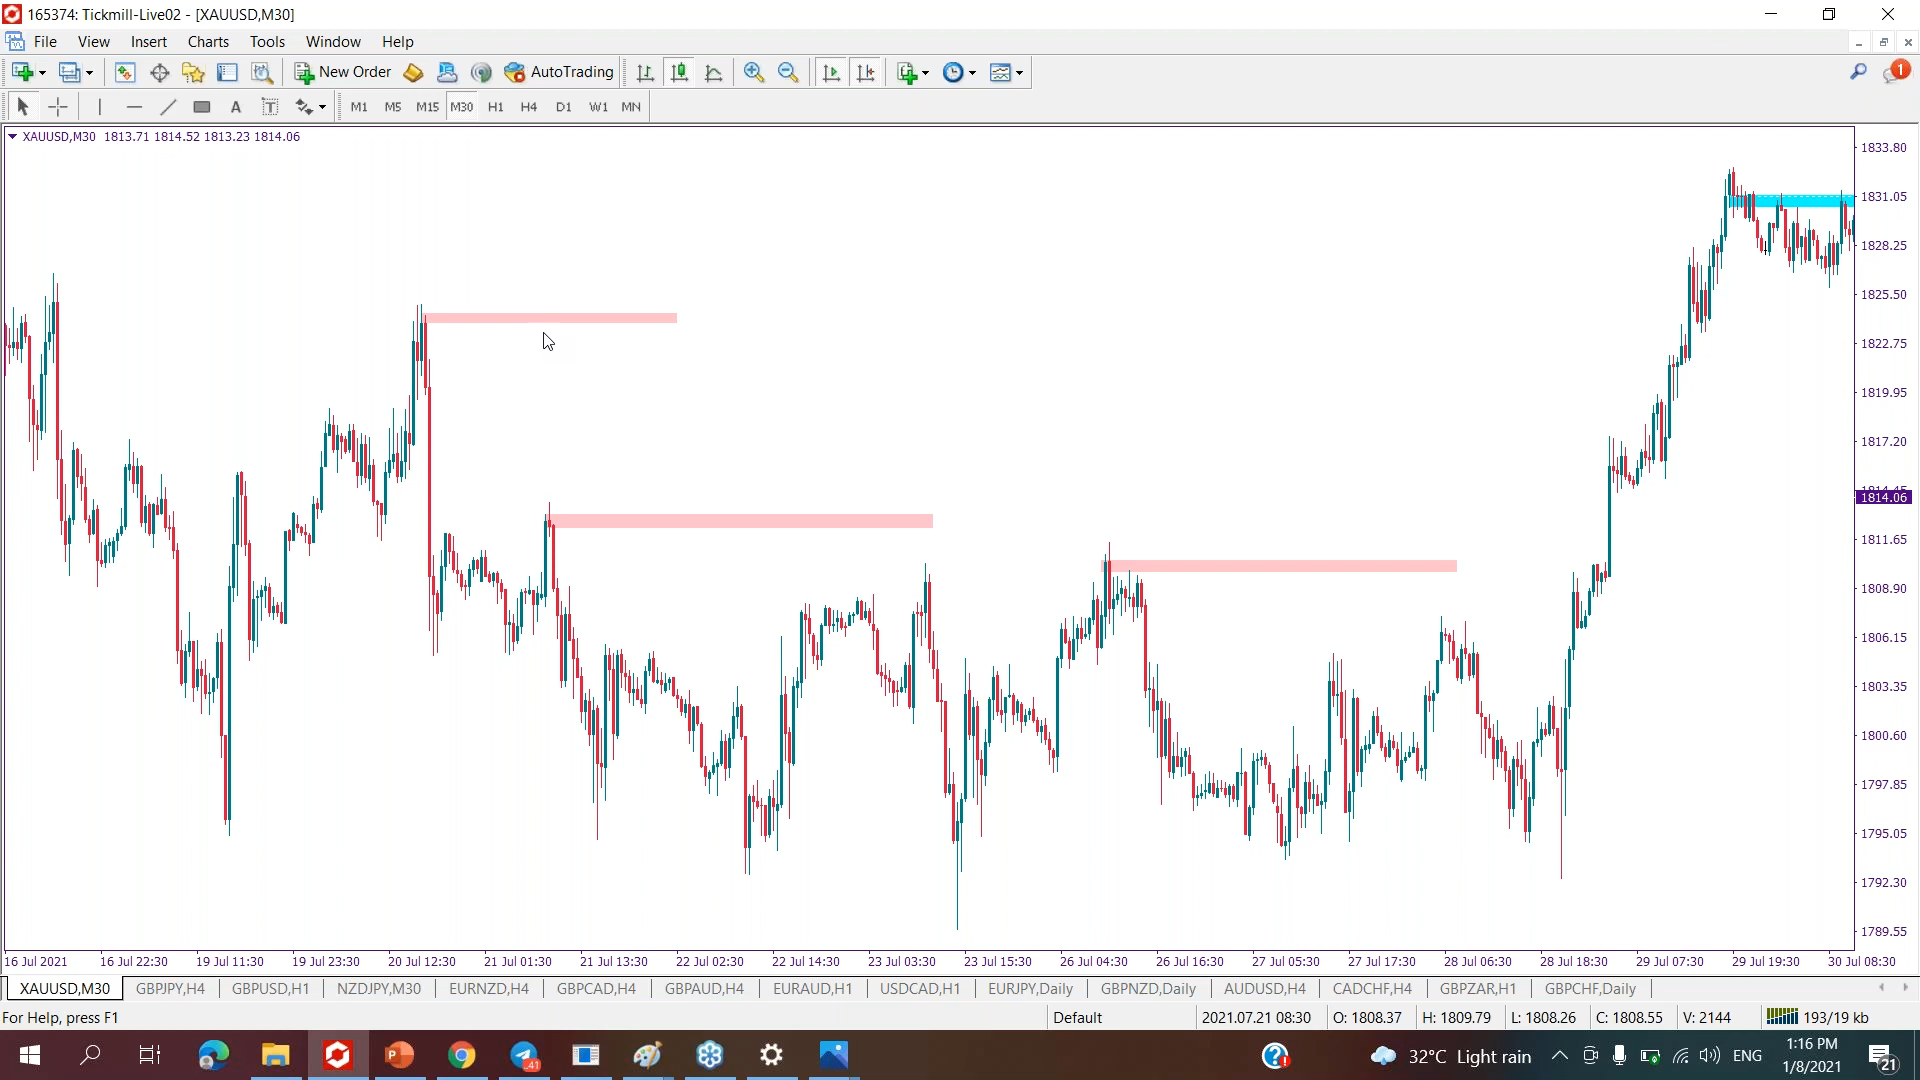 165374: Tickmill-Live02 - [XAUUSD,M30]
File View Insert Charts Tools Window Help
New Order AutoTrading 1
A T M1 M5 M15 M30 H1 H4 D1 W1 MN
XAUUSD,M30 1813.71 1814.52 1813.23 1814.06
1833.80
1831.05
1828.25
1825.50
1822.75
1819.95
1817.20
1814.45
1814.06
1811.65
1808.90
1806.15
1803.35
1800.60
1797.85
1795.05
1792.30
1789.55
16 Jul 2021 16 Jul 22:30 19 Jul 11:30 19 Jul 23:30 20 Jul 12:30 21 Jul 01:30 21 Jul 13:30 22 Jul 02:30 22 Jul 14:30 23 Jul 03:30 23 Jul 15:30 26 Jul 04:30 26 Jul 16:30 27 Jul 05:30 27 Jul 17:30 28 Jul 06:30 28 Jul 18:30 29 Jul 07:30 29 Jul 19:30 30 Jul 08:30
XAUUSD,M30 GBPJPY,H4 GBPUSD,H1 NZDJPY,M30 EURNZD,H4 GBPCAD,H4 GBPAUD,H4 EURAUD,H1 USDCAD,H1 EURJPY,Daily GBPNZD,Daily AUDUSD,H4 CADCHF,H4 GBPZAR,H1 GBPCHF,Daily
For Help, press F1 Default 2021.07.21 08:30 O: 1808.37 H: 1809.79 L: 1808.26 C: 1808.55 V: 2144 193/19 kb
41 32°C Light rain ENG 1:16 PM
1/8/2021 21